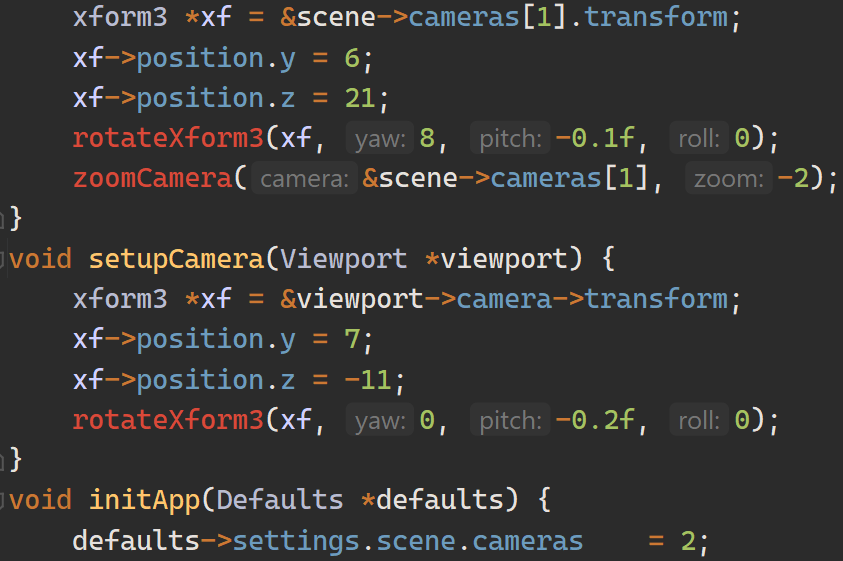 xform3 *xf = &scene->cameras[1].transform;
xf->position.y = 6;
xf->position.z = 21;
rotateXform3(xf, yaw: 8, pitch: -0.1f, roll: 0);
zoomCamera( camera: &scene->cameras[1], zoom: -2);
}
void setupCamera(Viewport *viewport) {
xform3 *xf = &viewport->camera->transform;
xf->position.y = 7;
xf->position.z = -11;
rotateXform3(xf, yaw: 0, pitch: -0.2f, roll: 0);
}
void initApp(Defaults *defaults) {
defaults->settings.scene.cameras    = 2;